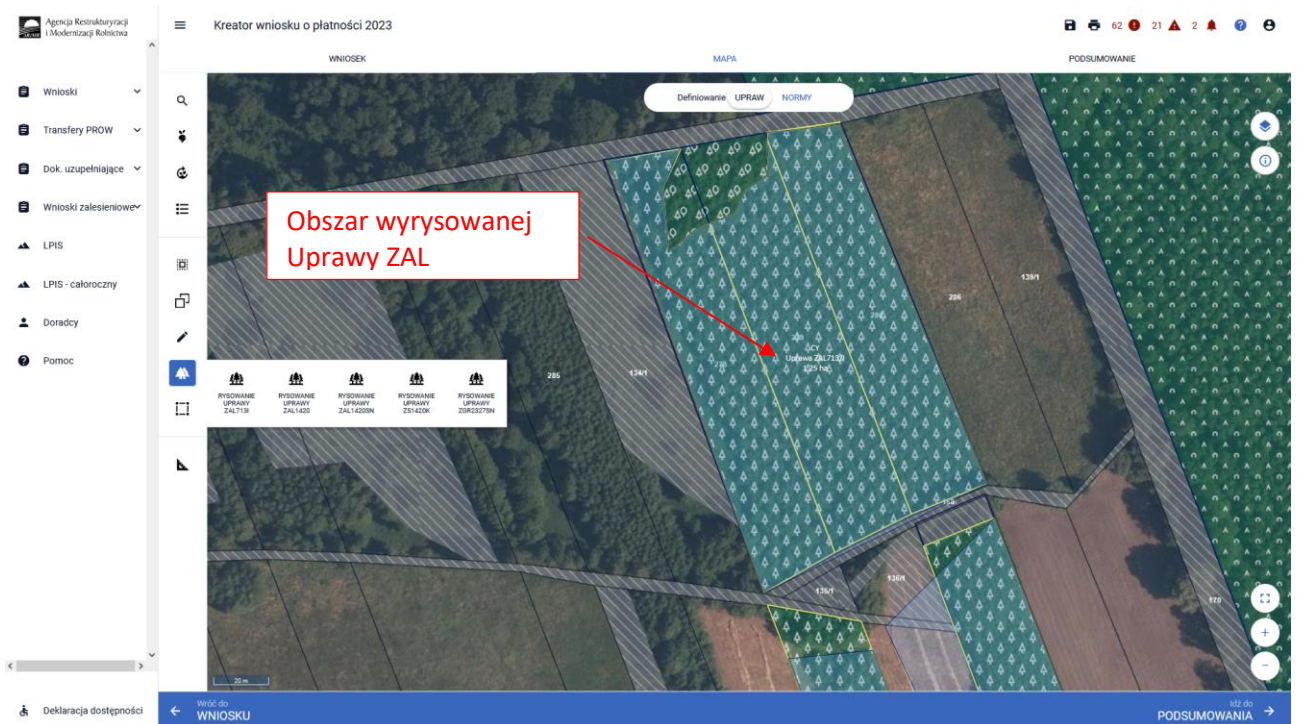 Agencja Restrukturyzacji
i Modernizacji Rolnictwa
Kreator wniosku o płatności 2023
62
21
2
WNIOSEK
MAPA
PODSUMOWANIE
Wnioski
Transfery PROW
Dok. uzupełniające
Wnioski zalesieniowe
LPIS
LPIS - całoroczny
Doradcy
Pomoc
Definiowanie UPRAW NORMY
Obszar wyrysowanej
Uprawy ZAL
139/1
286
285
134/1
RYSOWANIE
UPRAWY
ZAL713I
RYSOWANIE
UPRAWY
ZAL1420
RYSOWANIE
UPRAWY
ZAL1420SN
RYSOWANIE
UPRAWY
ZS1420K
RYSOWANIE
UPRAWY
ZGR2327SN
136/1
135/1
170
20 m
Deklaracja dostępności
Wróć do
WNIOSKU
Idź do
PODSUMOWANIA